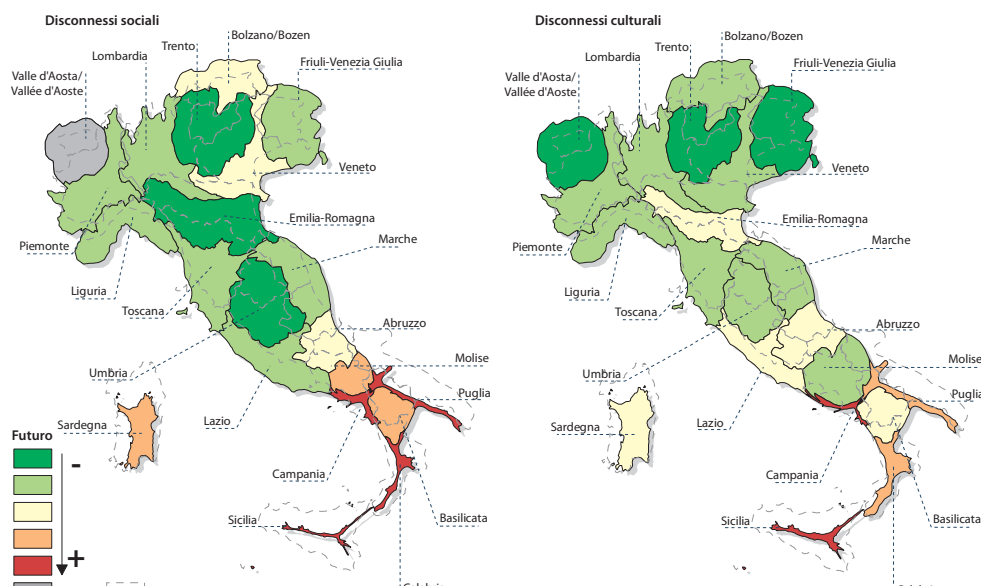 Disconnessi sociali
Bolzano/Bozen
Trento
Lombardia
Friuli-Venezia Giulia
Valle d'Aosta/
Vallée d'Aoste
Veneto
Emilia-Romagna
Marche
Piemonte
Liguria
Toscana
Abruzzo
Molise
Umbria
Puglia
Lazio
Sardegna
Campania
Sicilia
Basilicata
Futuro
-
+
Disconnessi culturali
Bolzano/Bozen
Trento
Lombardia
Friuli-Venezia Giulia
Valle d'Aosta/
Vallée d'Aoste
Veneto
Emilia-Romagna
Marche
Piemonte
Liguria
Toscana
Abruzzo
Molise
Umbria
Puglia
Lazio
Sardegna
Campania
Sicilia
Basilicata